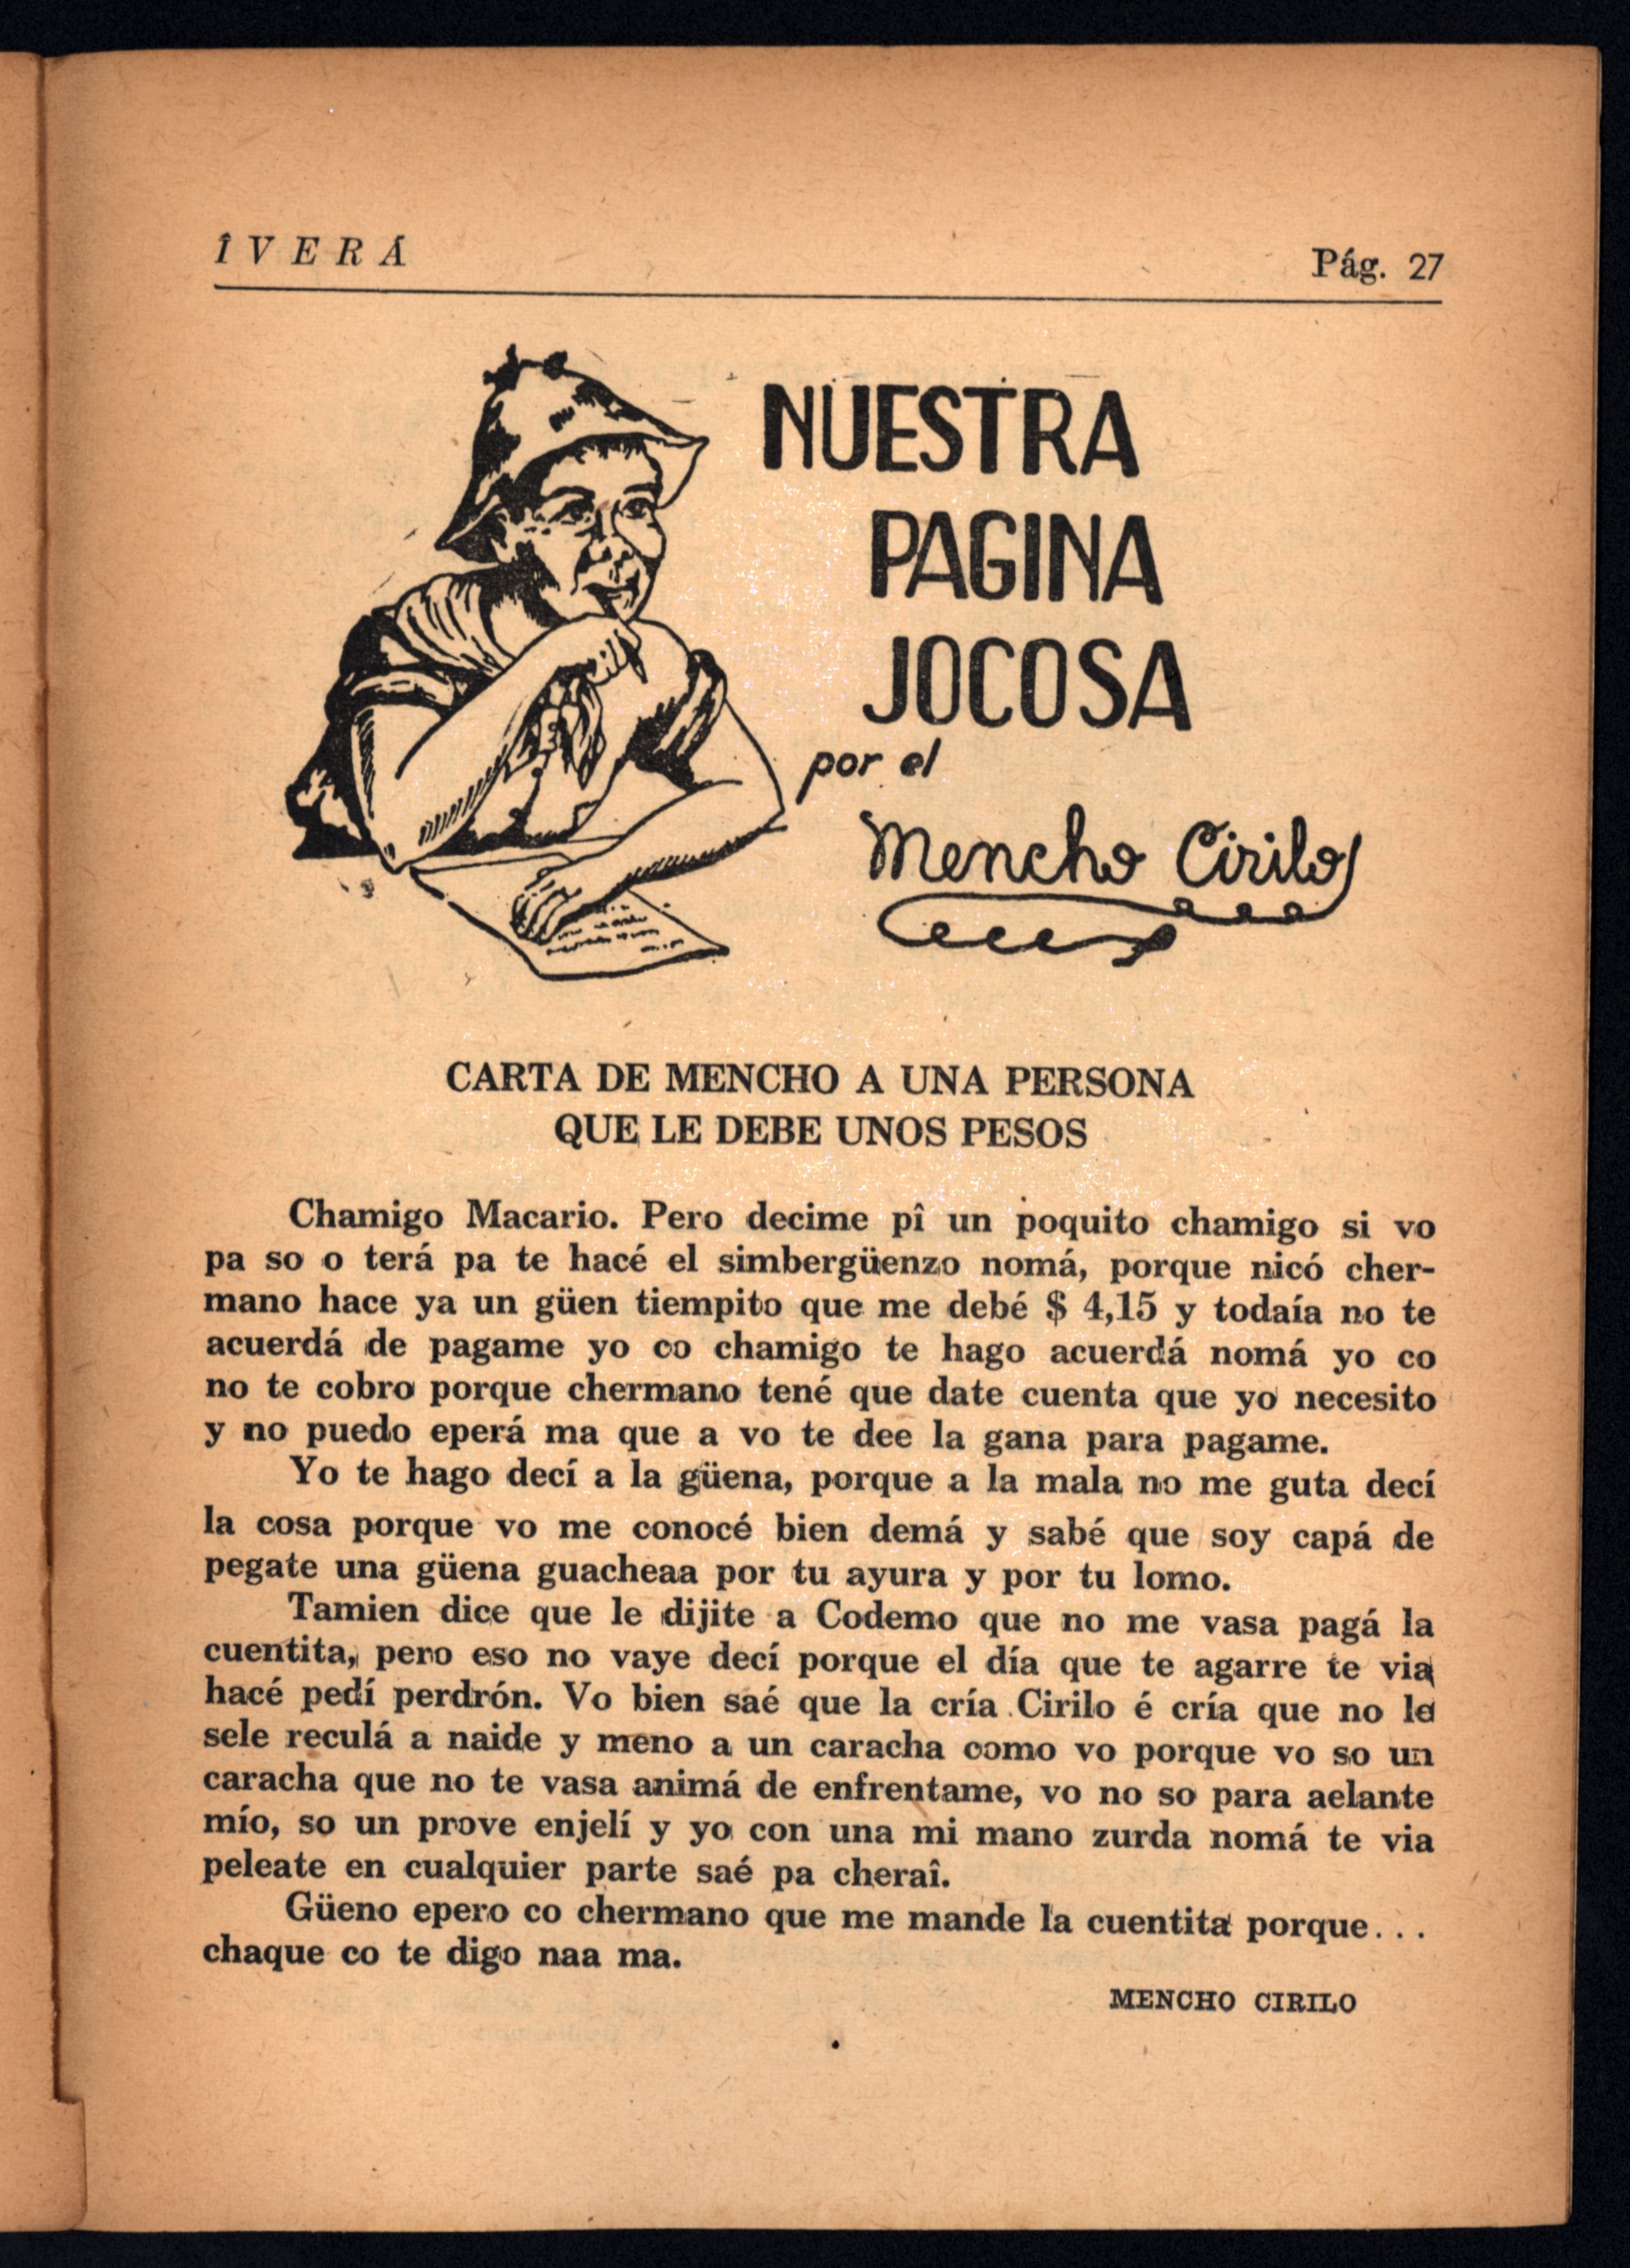 ÎVERÁ
Pág. 27
NUESTRA
PAGINA
JOCOSA
por el
Mencho Cirilo
CARTA DE MENCHO A UNA PERSONA
QUE LE DEBE UNOS PESOS
Chamigo Macario. Pero decime pî un poquito chamigo si vo
pa so o terá pa te hacé el simbergüenzo nomá, porque nicó cher-
mano hace ya un güen tiempito que me debé $ 4,15 y todaía no te
acuerdá de pagame yo co chamigo te hago acuerdá nomá yo co
no te cobro porque chermano tené que date cuenta que yo necesito
y no puedo eperá ma que a vo te dee la gana para pagame.
Yo te hago decí a la güena, porque a la mala no me guta decí
la cosa porque vo me conocé bien demá y sabé que soy capá de
pegate una güena guacheaa por tu ayura y por tu lomo.
Tamien dice que le dijite a Codemo que no me vasa pagá la
cuentita, pero eso no vaye decí porque el día que te agarre te via
hacé pedí perdrón. Vo bien saé que la cría Cirilo é cría que no le
sele reculá a naide y meno a un caracha como vo porque vo so un
caracha que no te vasa animá de enfrentame, vo no so para aelante
mío, so un prove enjelí y yo con una mi mano zurda nomá te via
peleate en cualquier parte saé pa cheraî.
Güeno epero co chermano que me mande la cuentita porque...
chaque co te digo naa ma.
MENCHO CIRILO